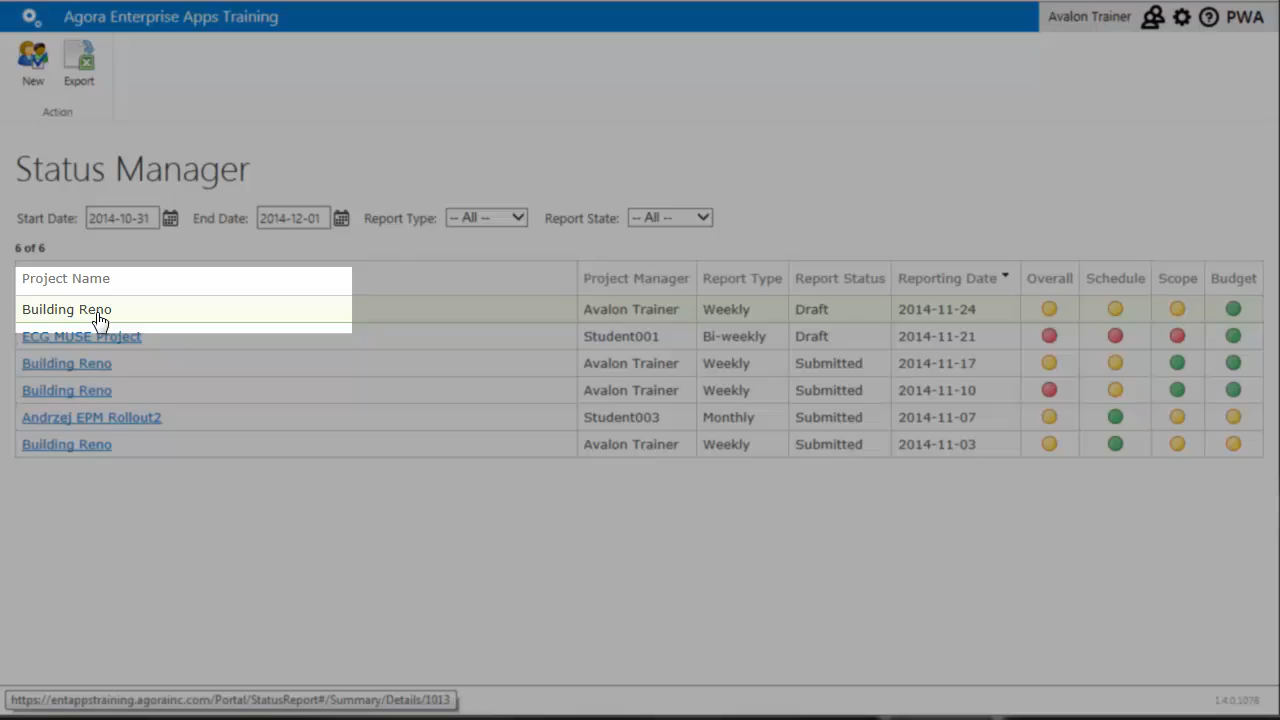 Agora Enterprise Apps Training
Avalon Trainer PWA
New Export
Action
Status Manager
Start Date: 2014-10-31 End Date: 2014-12-01 Report Type: -- All -- Report State: -- All --
6 of 6
Project Name Project Manager Report Type Report Status Reporting Date Overall Schedule Scope Budget
Building Reno Avalon Trainer Weekly Draft 2014-11-24
ECG MUSE Project Student001 Bi-weekly Draft 2014-11-21
Building Reno Avalon Trainer Weekly Submitted 2014-11-17
Building Reno Avalon Trainer Weekly Submitted 2014-11-10
Andrzej EPM Rollout2 Student003 Monthly Submitted 2014-11-07
Building Reno Avalon Trainer Weekly Submitted 2014-11-03
https://entappstraining.agorainc.com/Portal/StatusReport#/Summary/Details/1013 1.4.0.1078